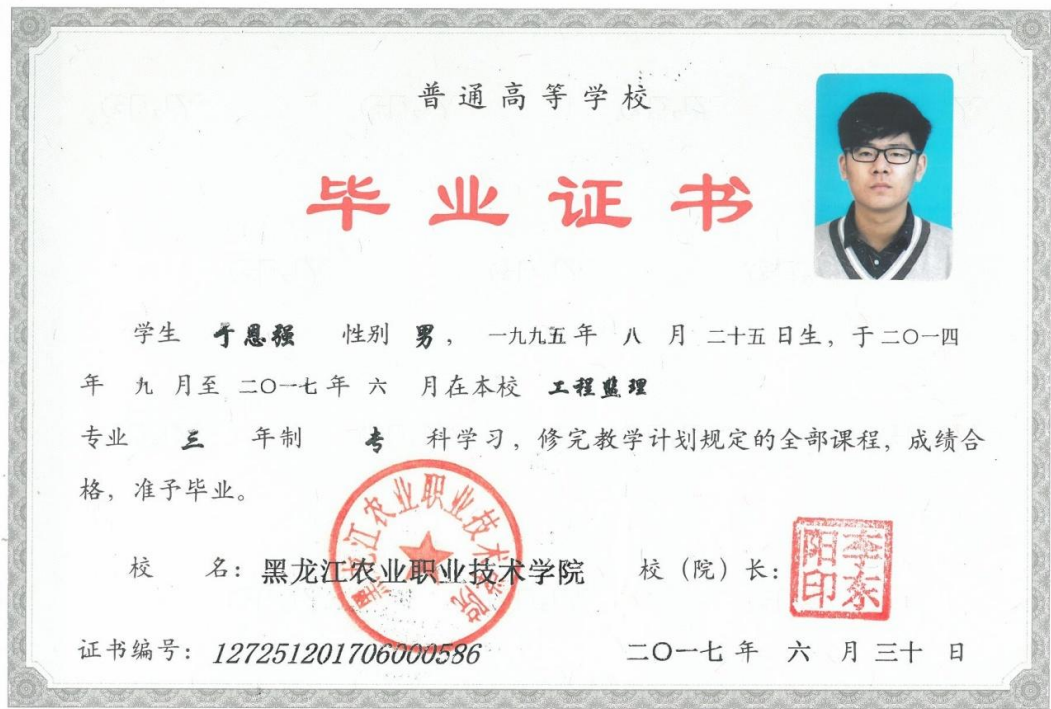 普通高等学校
毕业证书
学生 于恩强 性别 男，一九九五年 八 月 二十五日生，于二〇一四
年 九 月至 二〇一七年 六 月在本校 工程监理
专业 三 年制 专 科学习，修完教学计划规定的全部课程，成绩合
格，准予毕业。
黑龙江农业职业技术学院
校 名：黑龙江农业职业技术学院 校（院）长：
李东阳印
证书编号：127251201706000586 二〇一七年 六 月 三十 日